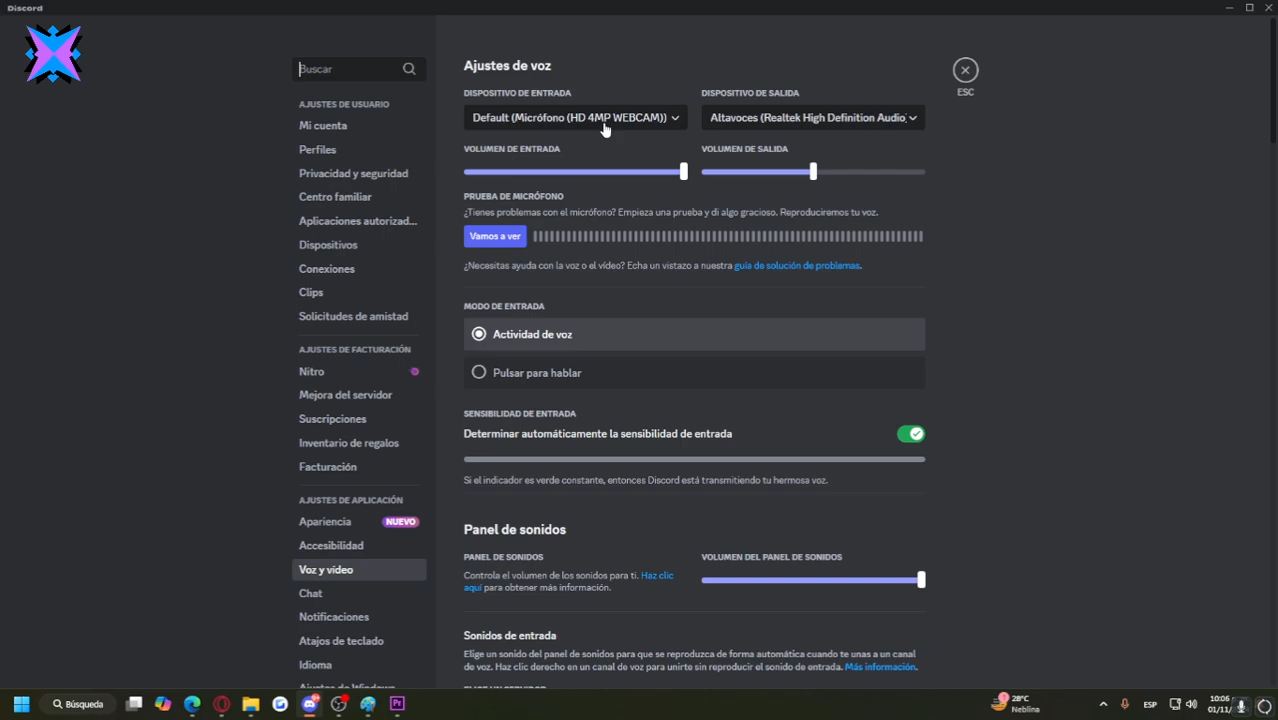 Discord
Buscar
AJUSTES DE USUARIO
Mi cuenta
Perfiles
Privacidad y seguridad
Centro familiar
Aplicaciones autorizad...
Dispositivos
Conexiones
Clips
Solicitudes de amistad
AJUSTES DE FACTURACIÓN
Nitro
Mejora del servidor
Suscripciones
Inventario de regalos
Facturación
AJUSTES DE APLICACIÓN
Apariencia NUEVO
Accesibilidad
Voz y video
Chat
Notificaciones
Atajos de teclado
Idioma
Ajustes de Windows
Ajustes de voz
DISPOSITIVO DE ENTRADA DISPOSITIVO DE SALIDA
Default (Micrófono (HD 4MP WEBCAM)) Altavoces (Realtek High Definition Audio)
VOLUMEN DE ENTRADA VOLUMEN DE SALIDA
PRUEBA DE MICRÓFONO
¿Tienes problemas con el micrófono? Empieza una prueba y di algo gracioso. Reproduciremos tu voz.
Vamos a ver
¿Necesitas ayuda con la voz o el vídeo? Echa un vistazo a nuestra guía de solución de problemas.
ESC
MODO DE ENTRADA
Actividad de voz
Pulsar para hablar
SENSIBILIDAD DE ENTRADA
Determinar automáticamente la sensibilidad de entrada
Si el indicador es verde constante, entonces Discord está transmitiendo tu hermosa voz.
Panel de sonidos
PANEL DE SONIDOS VOLUMEN DEL PANEL DE SONIDOS
Controla el volumen de los sonidos para ti. Haz clic
aquí para obtener más información.
Sonidos de entrada
Elige un sonido del panel de sonidos para que se reproduzca de forma automática cuando te unas a un canal
de voz. Haz clic derecho en un canal de voz para unirte sin reproducir el sonido de entrada. Más información.
Búsqueda
Pr
28°C
Neblina
ESP
10:06
01/11/